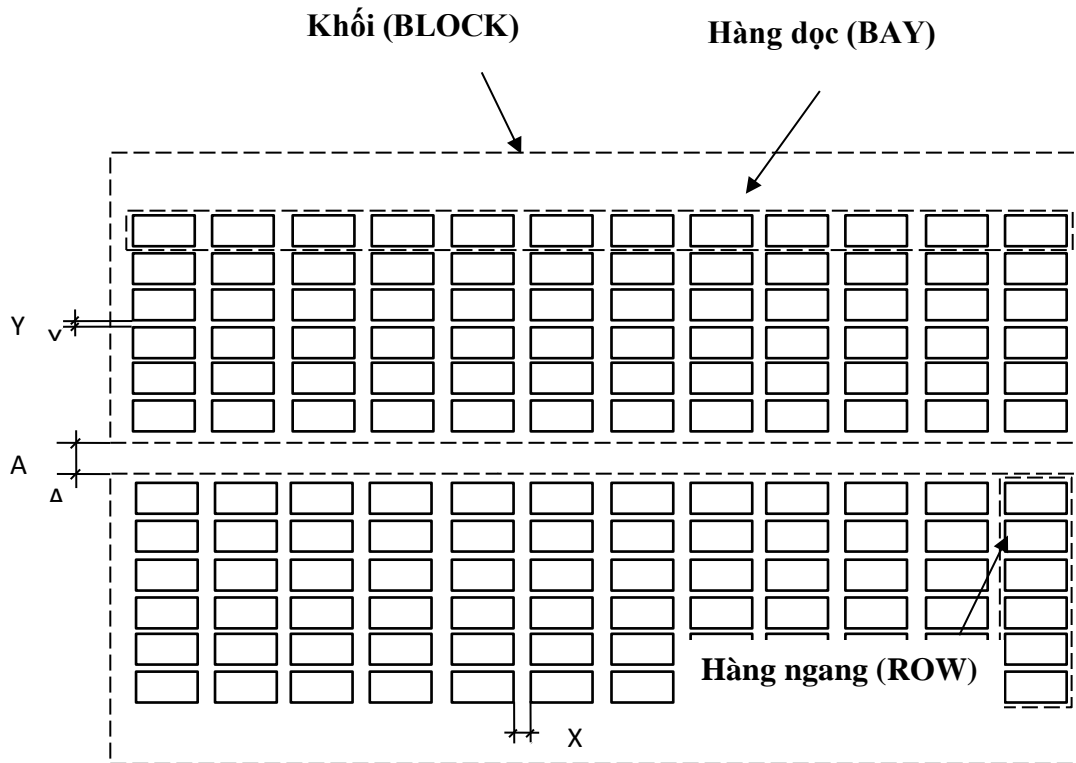 Khối (BLOCK)
Hàng dọc (BAY)
Y
A
Hàng ngang (ROW)
X